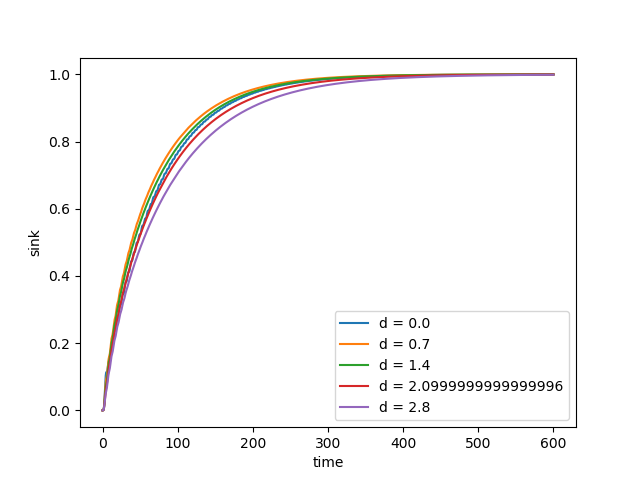 1.0
0.8
0.6
0.4
0.2
0.0
sink
0 100 200 300 400 500 600
time
d = 0.0
d = 0.7
d = 1.4
d = 2.0999999999999996
d = 2.8